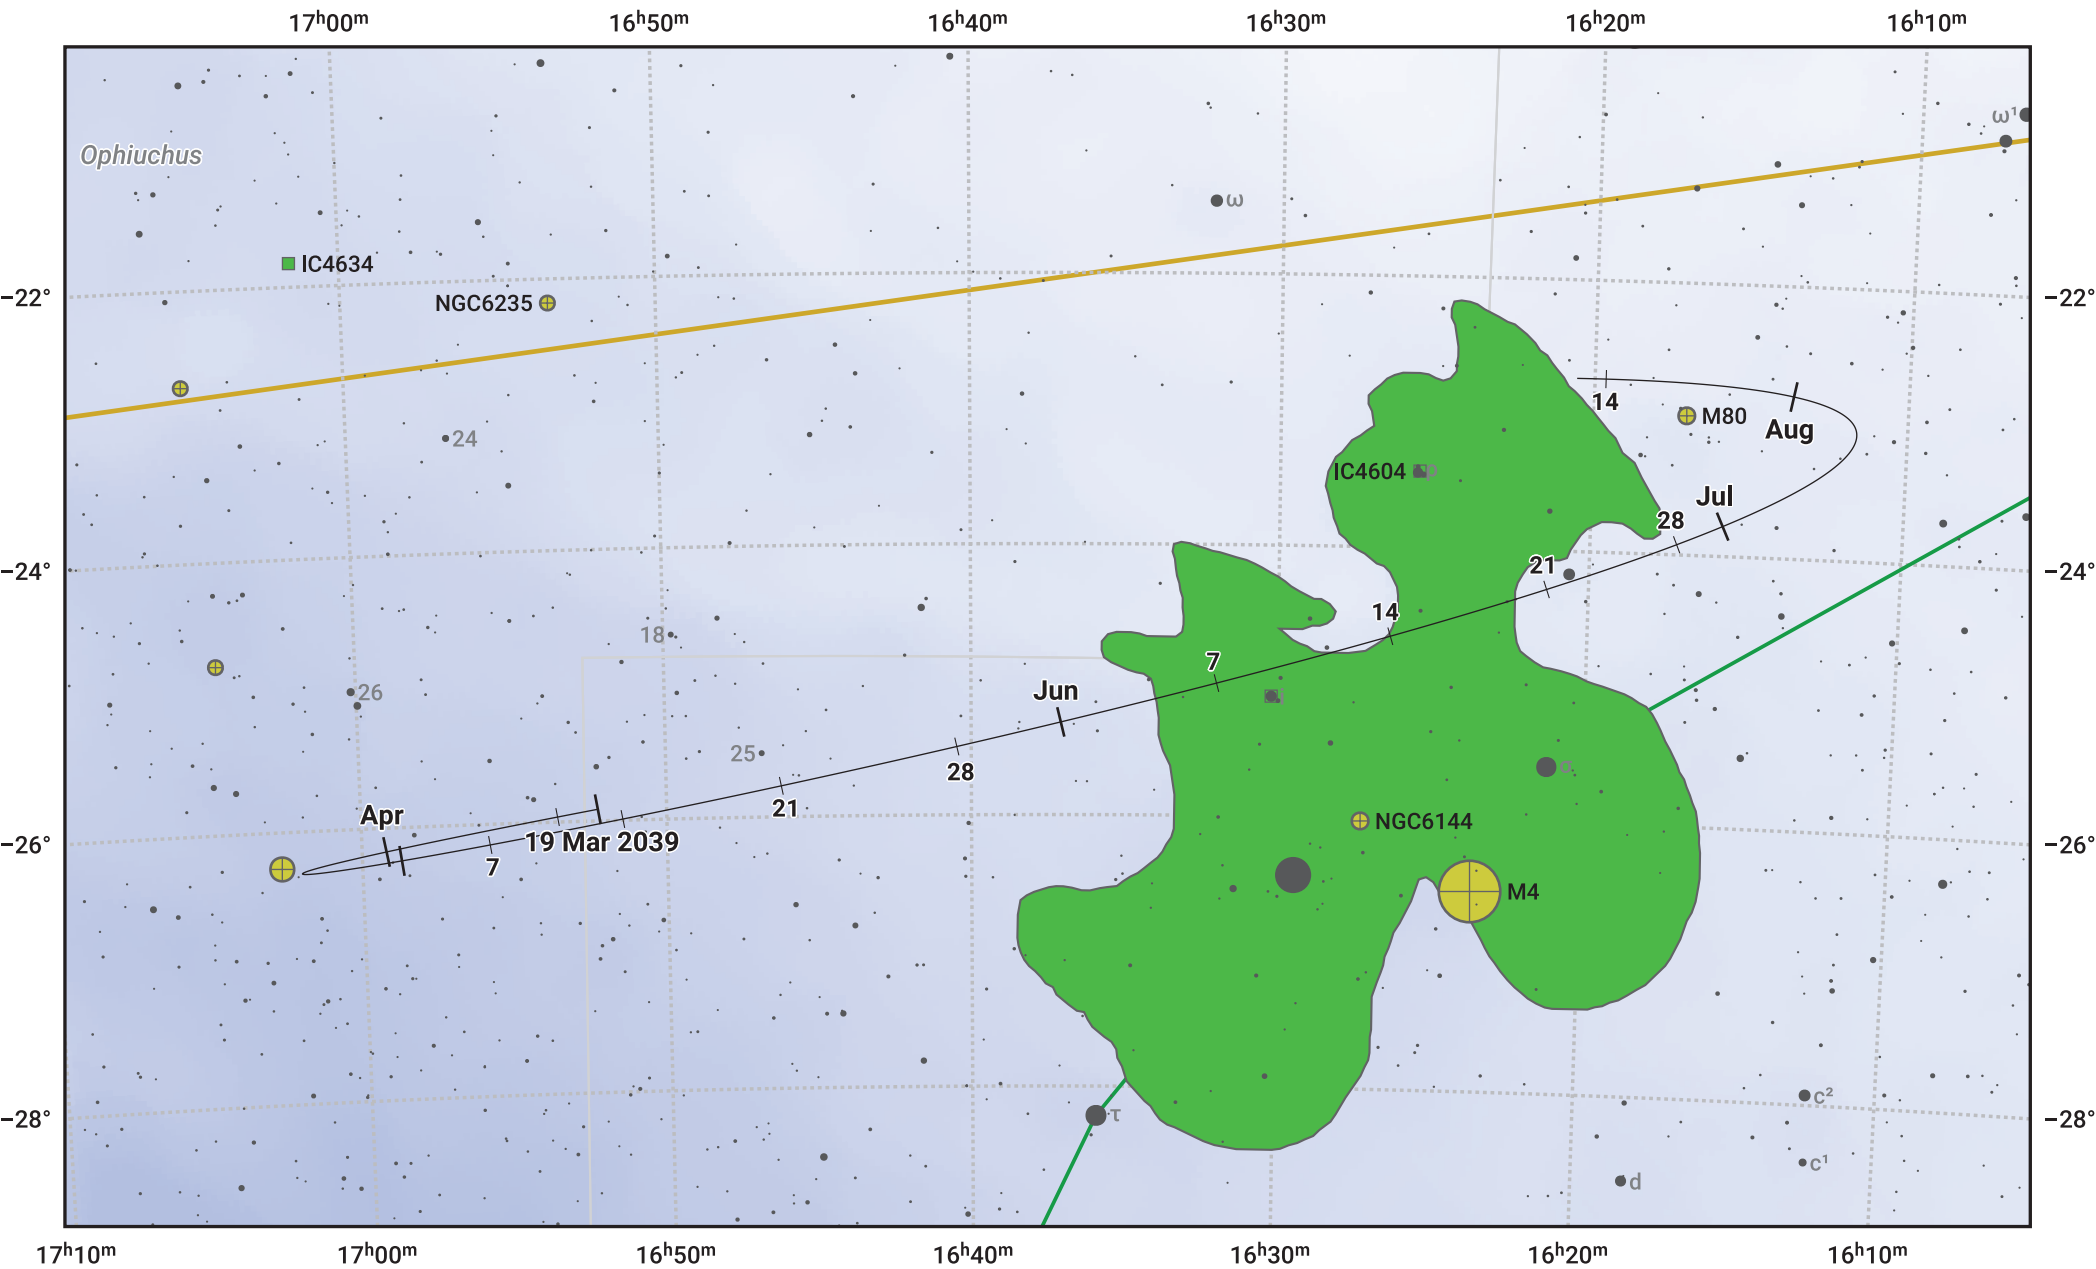 17ʰ00ᵐ 16ʰ50ᵐ 16ʰ40ᵐ 16ʰ30ᵐ 16ʰ20ᵐ 16ʰ10ᵐ
ω¹
Ophiuchus
ω
IC4634
−22° NGC6235 −22°
14 M80
Aug
24
IC4604 ρ
Jul
28
21
−24° −24°
14
18
7
26 Jun
25
28
σ
21
Apr
19 Mar 2039 NGC6144
−26° −26°
7
M4
c²
−28° τ −28°
c¹
d
17ʰ10ᵐ 17ʰ00ᵐ 16ʰ50ᵐ 16ʰ40ᵐ 16ʰ30ᵐ 16ʰ20ᵐ 16ʰ10ᵐ